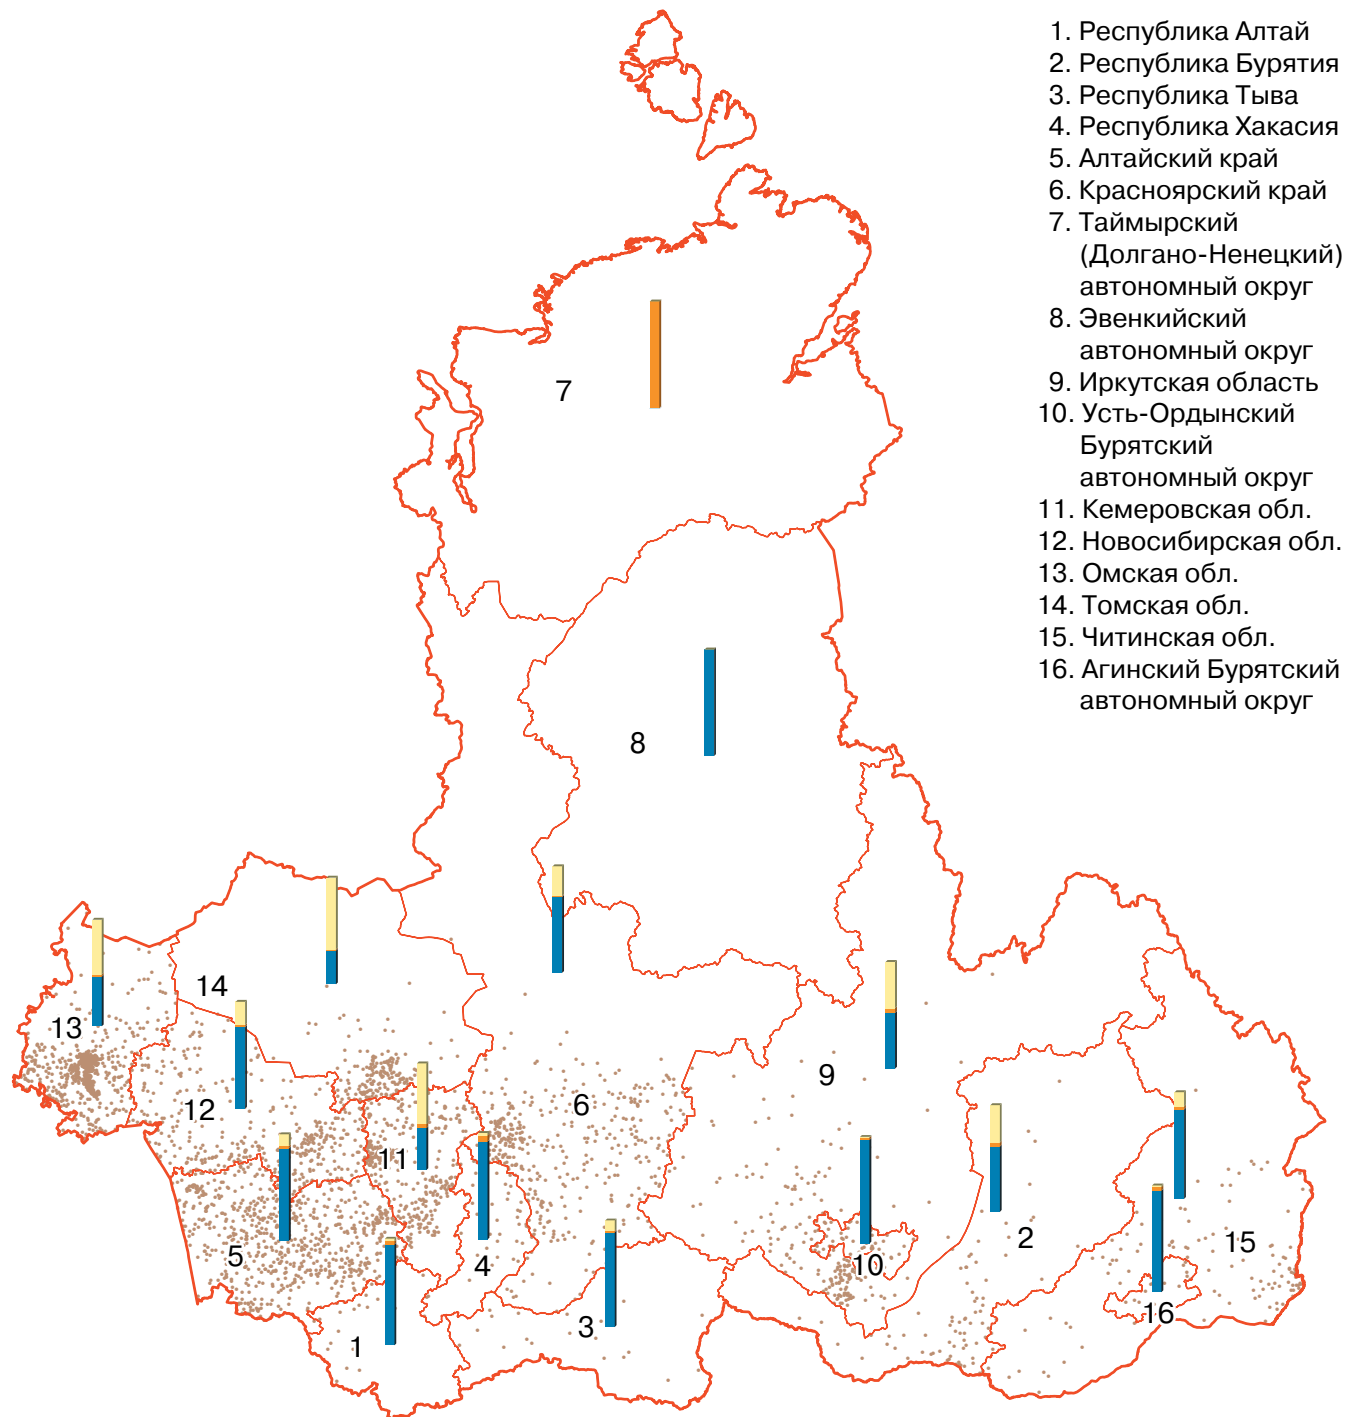 1. Республика Алтай
2. Республика Бурятия
3. Республика Тыва
4. Республика Хакасия
5. Алтайский край
6. Красноярский край
7. Таймырский
(Долгано-Ненецкий)
автономный округ
8. Эвенкийский
автономный округ
9. Иркутская область
10. Усть-Ордынский
Бурятский
автономный округ
11. Кемеровская обл.
12. Новосибирская обл.
13. Омская обл.
14. Томская обл.
15. Читинская обл.
16. Агинский Бурятский
автономный округ
7
8
14
13
12
11
6
9
5
4
10
2
15
1
3
16